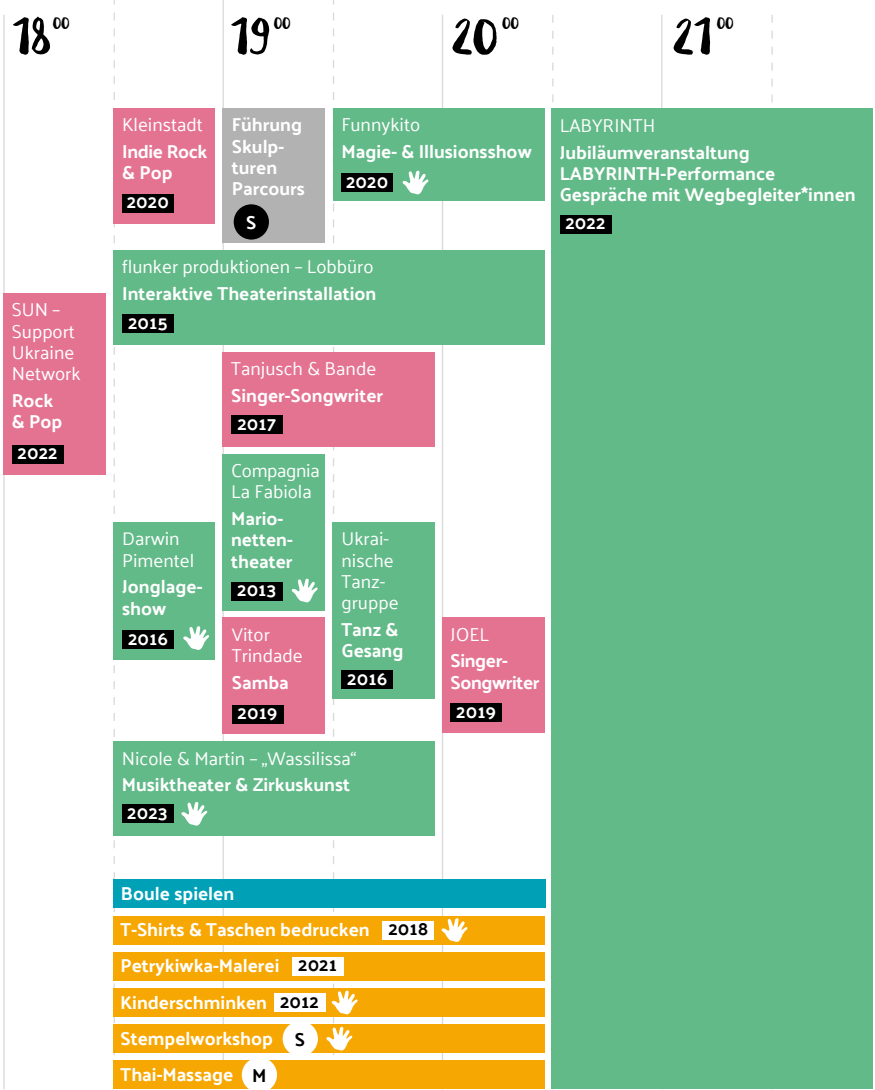 18⁰⁰ 19⁰⁰ 20⁰⁰ 21⁰⁰
Kleinstadt
Indie Rock
& Pop
2020
Führung
Skulp-
turen
Parcours
S
Funnykito
Magie- & Illusionsshow
2020
LABYRINTH
Jubiläumveranstaltung
LABYRINTH-Performance
Gespräche mit Wegbegleiter*innen
2022
flunker produktionen – Lobbüro
Interaktive Theaterinstallation
2015
SUN –
Support
Ukraine
Network
Rock
& Pop
2022
Tanjusch & Bande
Singer-Songwriter
2017
Compagnia
La Fabiola
Mario-
netten-
theater
2013
Darwin
Pimentel
Jonglage-
show
2016
Ukrai-
nische
Tanz-
gruppe
Tanz &
Gesang
2016
Vitor
Trindade
Samba
2019
JOEL
Singer-
Songwriter
2019
Nicole & Martin – „Wassilissa“
Musiktheater & Zirkuskunst
2023
Boule spielen
T-Shirts & Taschen bedrucken 2018
Petrykiwka-Malerei 2021
Kinderschminken 2012
Stempelworkshop S
Thai-Massage M